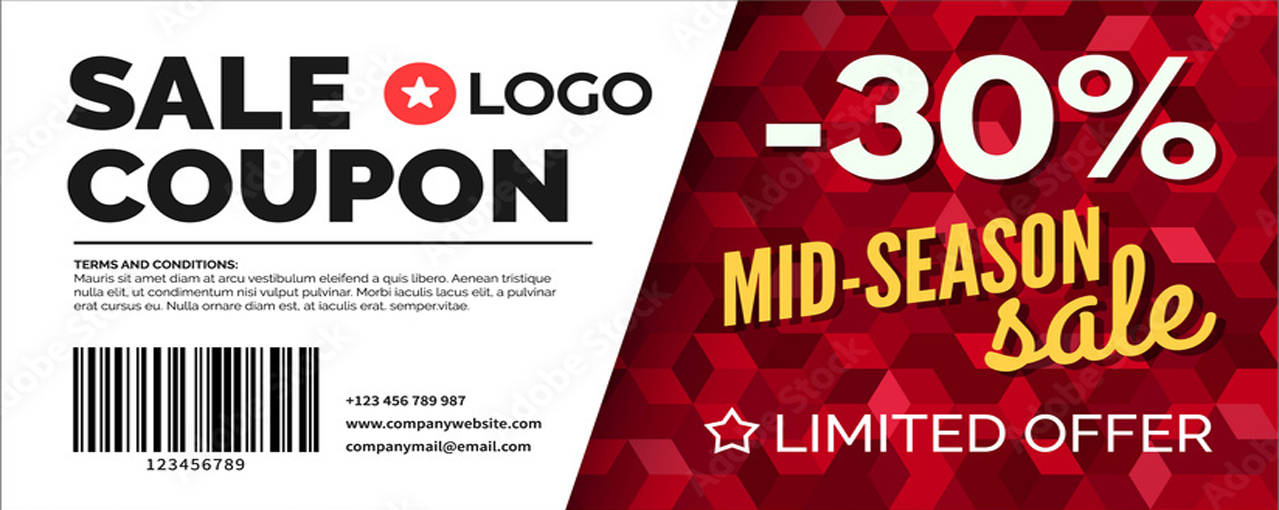 SALE
LOGO
COUPON
TERMS AND CONDITIONS:
Mauris sit amet diam at arcu vestibulum eleifend a quis libero. Aenean tristique
nulla elit, ut condimentum nisi vulput pulvinar. Morbi iaculis lacus elit, a pulvinar
erat cursus eu. Nulla ornare diam est, at iaculis erat. semper.vitae.
123456789
+123 456 789 987
www.companywebsite.com
companymail@email.com
-30%
MID-SEASON
sale
LIMITED OFFER
Adobe Stock